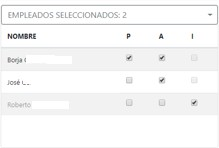 EMPLEADOS SELECCIONADOS: 2
NOMBRE P A I
Borja
José
Roberto